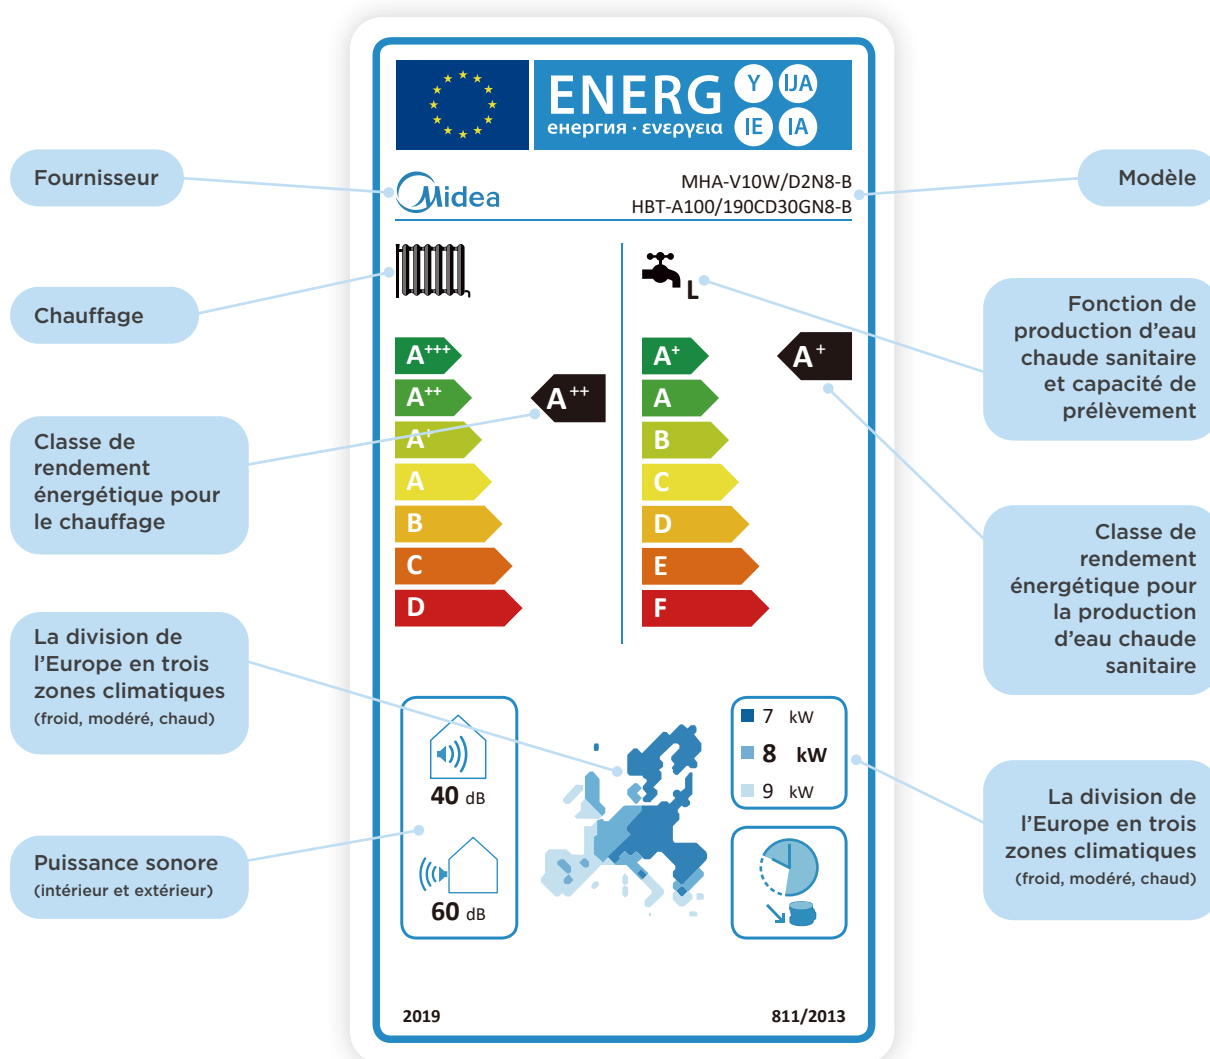 ENERG
Y
IJA
енергия · ενεργεια
IE
IA
Fournisseur
Midea
MHA-V10W/D2N8-B
HBT-A100/190CD30GN8-B
Modèle
Chauffage
L
Fonction de
production d'eau
chaude sanitaire
et capacité de
prélèvement
A+++
A++
A+
A
B
C
D
A++
A+
A
B
C
D
E
F
A+
Classe de
rendement
énergétique pour
le chauffage
Classe de
rendement
énergétique pour
la production
d'eau chaude
sanitaire
La division de
l'Europe en trois
zones climatiques
(froid, modéré, chaud)
40 dB
60 dB
7 kW
8 kW
9 kW
Puissance sonore
(intérieur et extérieur)
La division de
l'Europe en trois
zones climatiques
(froid, modéré, chaud)
2019
811/2013